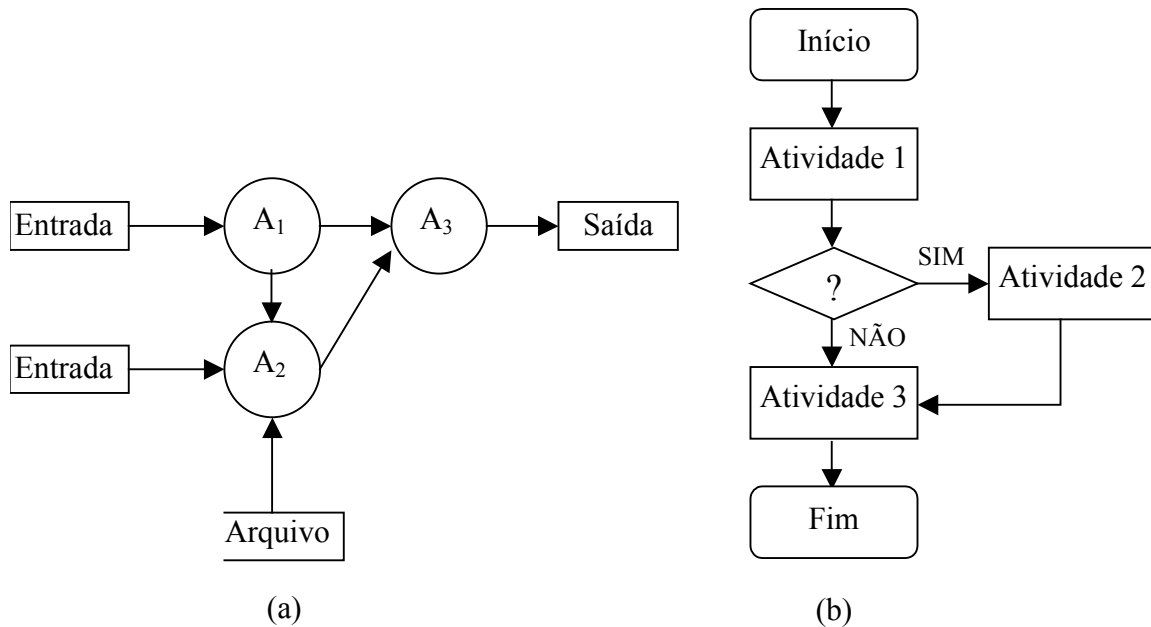 Entrada
A1
A3
Saída
Entrada
A2
Arquivo
(a)
Início
Atividade 1
?
SIM
Atividade 2
NÃO
Atividade 3
Fim
(b)